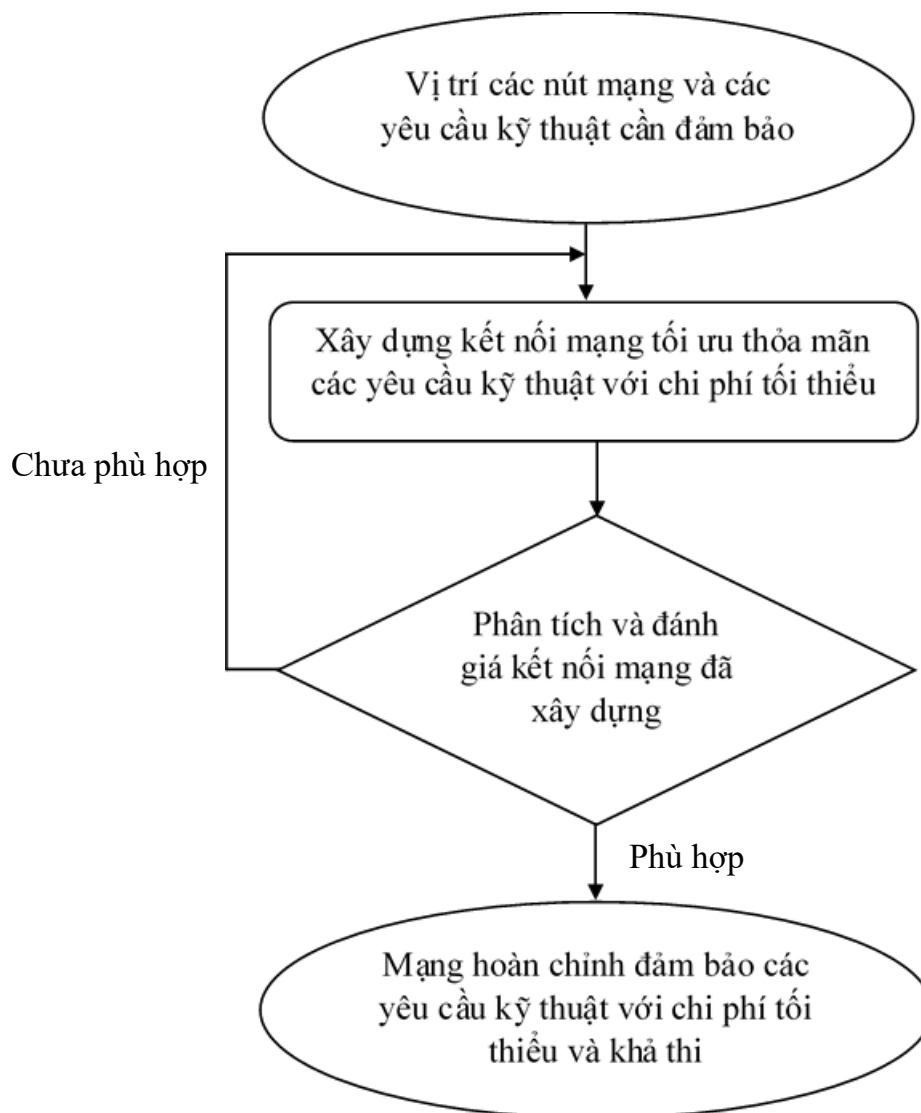 Vị trí các nút mạng và các
yêu cầu kỹ thuật cần đảm bảo
Xây dựng kết nối mạng tối ưu thỏa mãn
các yêu cầu kỹ thuật với chi phí tối thiểu
Chưa phù hợp
Phân tích và đánh
giá kết nối mạng đã
xây dựng
Phù hợp
Mạng hoàn chỉnh đảm bảo các
yêu cầu kỹ thuật với chi phí tối
thiểu và khả thi